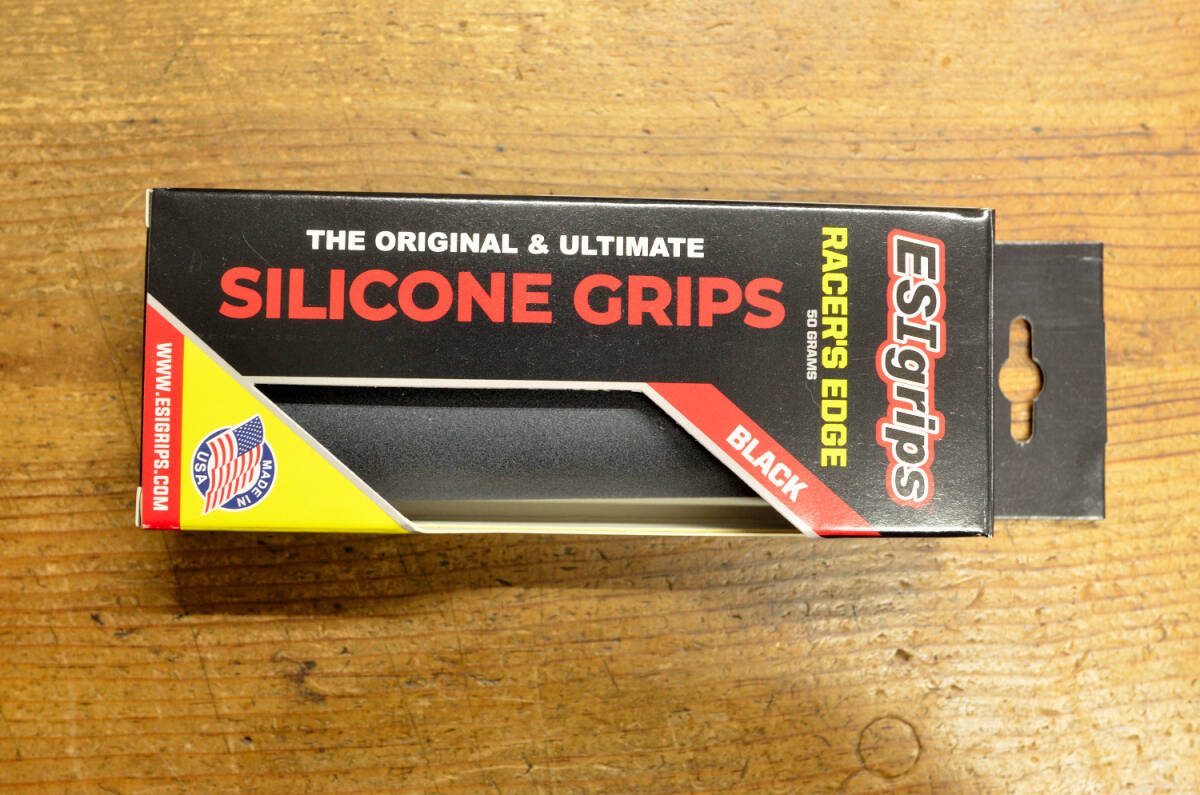 THE ORIGINAL & ULTIMATE
SILICONE GRIPS
ESIgrips
RACER'S EDGE
50 GRAMS
BLACK
WWW.ESIGRIPS.COM
MADE IN
USA